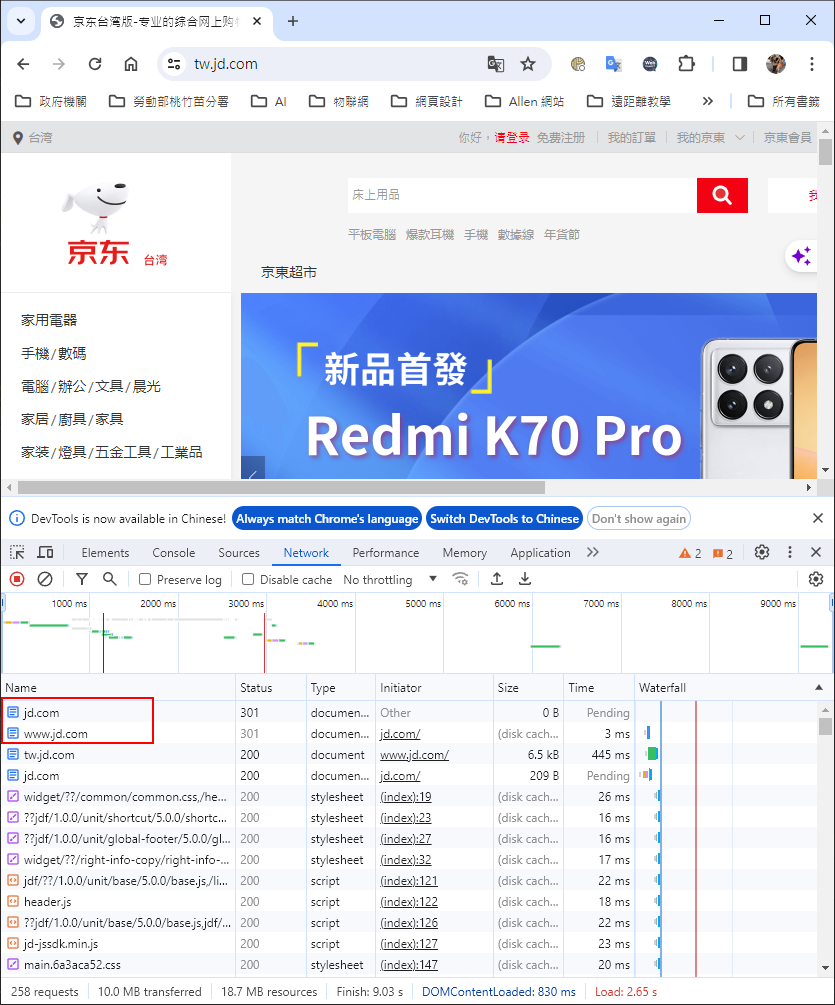 京东台湾版-专业的综合网上购物
tw.jd.com
政府機關 勞動部桃竹苗分署 AI 物聯網 網頁設計 Allen 網站 遠距離教學 » 所有書籤
台湾 你好，请登录 免费注册 我的訂單 我的京東 京東會員
床上用品
京东 台湾
平板電腦 爆款耳機 手機 數據線 年貨節
京東超市
家用電器
手機/數碼
電腦/辦公/文具/晨光
家居/廚具/家具
家装/燈具/五金工具/工業品
「新品首發」
Redmi K70 Pro
DevTools is now available in Chinese! Always match Chrome's language Switch DevTools to Chinese Don't show again
Elements Console Sources Network Performance Memory Application » 2 2
Preserve log Disable cache No throttling
1000 ms 2000 ms 3000 ms 4000 ms 5000 ms 6000 ms 7000 ms 8000 ms 9000 ms
Name Status Type Initiator Size Time Waterfall
jd.com 301 documen... Other 0 B Pending
www.jd.com 301 documen... jd.com/ (disk cach... 3 ms
tw.jd.com 200 document www.jd.com/ 6.5 kB 445 ms
jd.com 200 documen... jd.com/ 209 B Pending
widget/??/common/common.css,/he... 200 stylesheet (index):19 (disk cach... 26 ms
??jdf/1.0.0/unit/shortcut/5.0.0/shortc... 200 stylesheet (index):23 (disk cach... 16 ms
??jdf/1.0.0/unit/global-footer/5.0.0/gl... 200 stylesheet (index):27 (disk cach... 16 ms
widget/??/right-info-copy/right-info-... 200 stylesheet (index):32 (disk cach... 17 ms
jdf/??/1.0.0/unit/base/5.0.0/base.js,/li... 200 script (index):121 (disk cach... 22 ms
header.js 200 script (index):122 (disk cach... 18 ms
??jdf/1.0.0/unit/base/5.0.0/base.js,jdf/... 200 script (index):126 (disk cach... 22 ms
jd-jssdk.min.js 200 script (index):127 (disk cach... 23 ms
main.6a3aca52.css 200 stylesheet (index):147 (disk cach... 20 ms
258 requests 10.0 MB transferred 18.7 MB resources Finish: 9.03 s DOMContentLoaded: 830 ms Load: 2.65 s